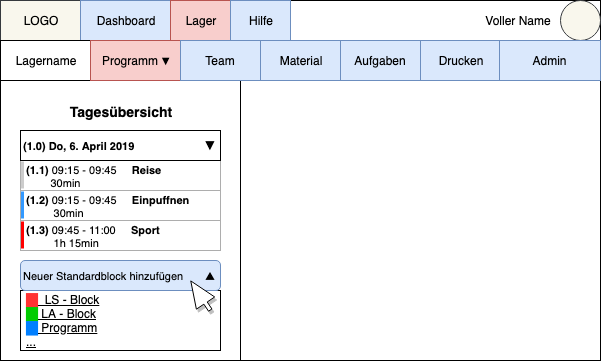 LOGO Dashboard Lager Hilfe Voller Name
Lagername Programm ▼ Team Material Aufgaben Drucken Admin
Tagesübersicht
(1.0) Do, 6. April 2019 ▼
(1.1) 09:15 - 09:45 Reise
30min
(1.2) 09:15 - 09:45 Einpuffnen
30min
(1.3) 09:45 - 11:00 Sport
1h 15min
Neuer Standardblock hinzufügen ▲
LS - Block
LA - Block
Programm
...